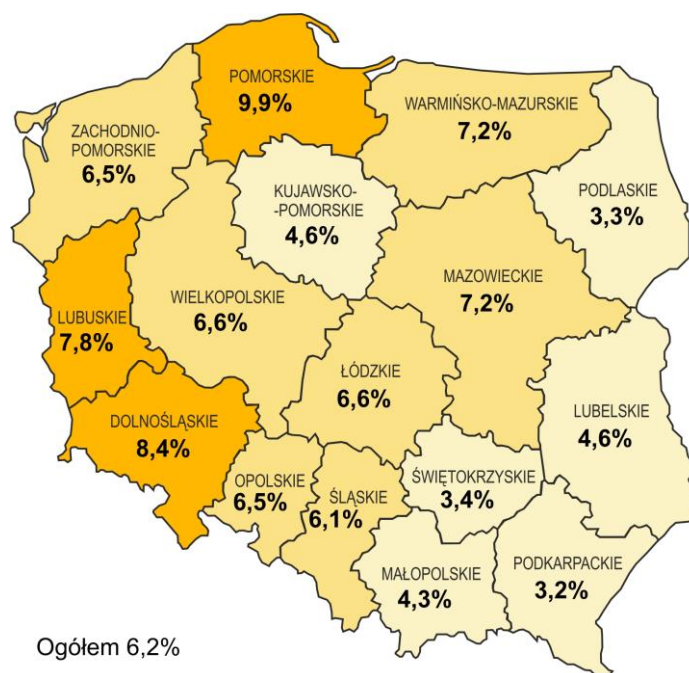 POMORSKIE
9,9%
WARMIŃSKO-MAZURSKIE
7,2%
ZACHODNIO-
POMORSKIE
6,5%
KUJAWSKO-
-POMORSKIE
4,6%
PODLASKIE
3,3%
MAZOWIECKIE
7,2%
WIELKOPOLSKIE
6,6%
LUBUSKIE
7,8%
ŁÓDZKIE
6,6%
LUBELSKIE
4,6%
DOLNOŚLĄSKIE
8,4%
OPOLSKIE
6,5%
ŚLĄSKIE
6,1%
ŚWIĘTOKRZYSKIE
3,4%
MAŁOPOLSKIE
4,3%
PODKARPACKIE
3,2%
Ogółem 6,2%